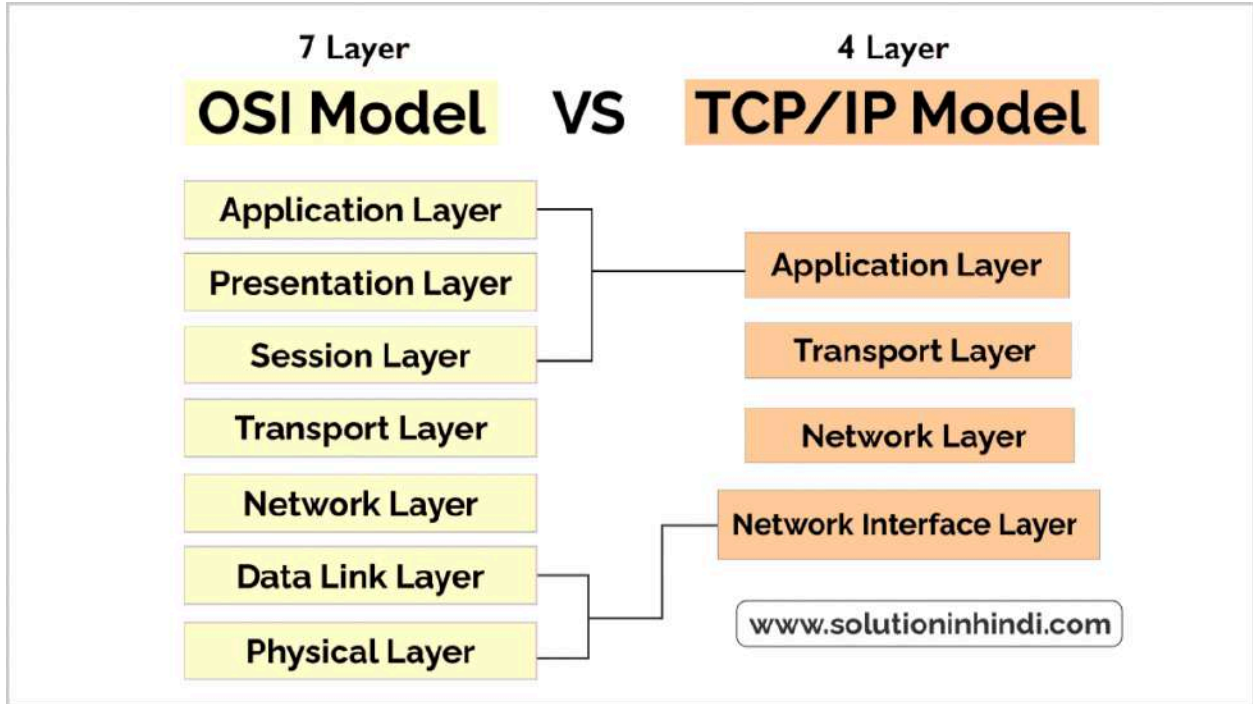 7 Layer
4 Layer
OSI Model VS TCP/IP Model
Application Layer
Presentation Layer
Session Layer
Transport Layer
Network Layer
Data Link Layer
Physical Layer
Application Layer
Transport Layer
Network Layer
Network Interface Layer
www.solutioninhindi.com